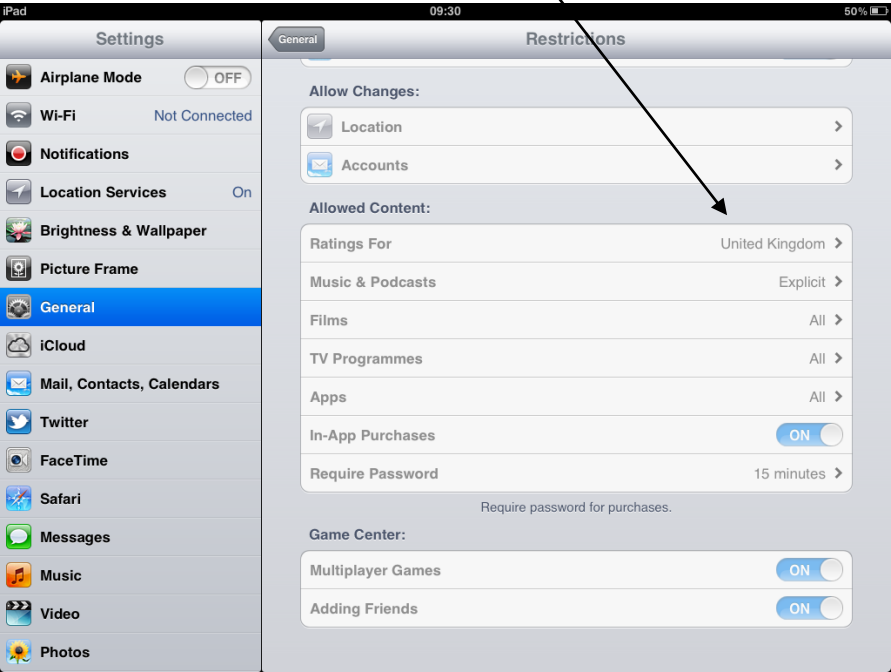 iPad 09:30 50%
Settings
Airplane Mode OFF
Wi-Fi Not Connected
Notifications
Location Services On
Brightness & Wallpaper
Picture Frame
General
iCloud
Mail, Contacts, Calendars
Twitter
FaceTime
Safari
Messages
Music
Video
Photos
General Restrictions
Allow Changes:
Location
Accounts
Allowed Content:
Ratings For United Kingdom
Music & Podcasts Explicit
Films All
TV Programmes All
Apps All
In-App Purchases ON
Require Password 15 minutes
Require password for purchases.
Game Center:
Multiplayer Games ON
Adding Friends ON